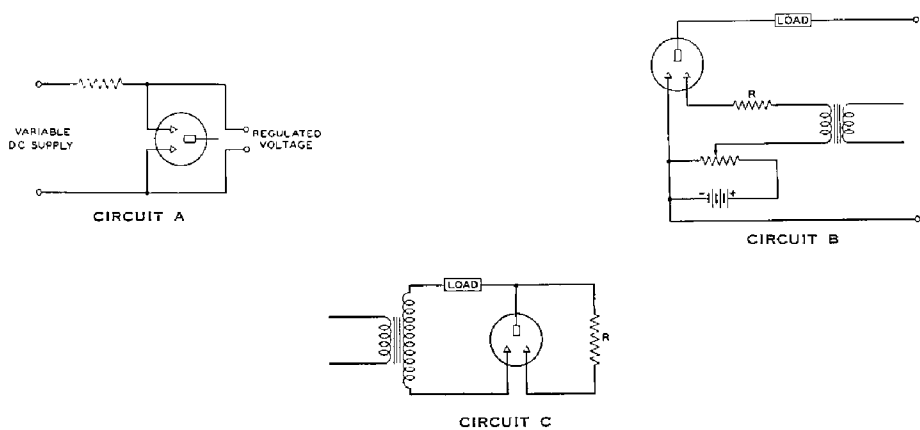 VARIABLE
DC SUPPLY
REGULATED
VOLTAGE
CIRCUIT A
LOAD
R
- +
CIRCUIT B
LOAD
R
CIRCUIT C